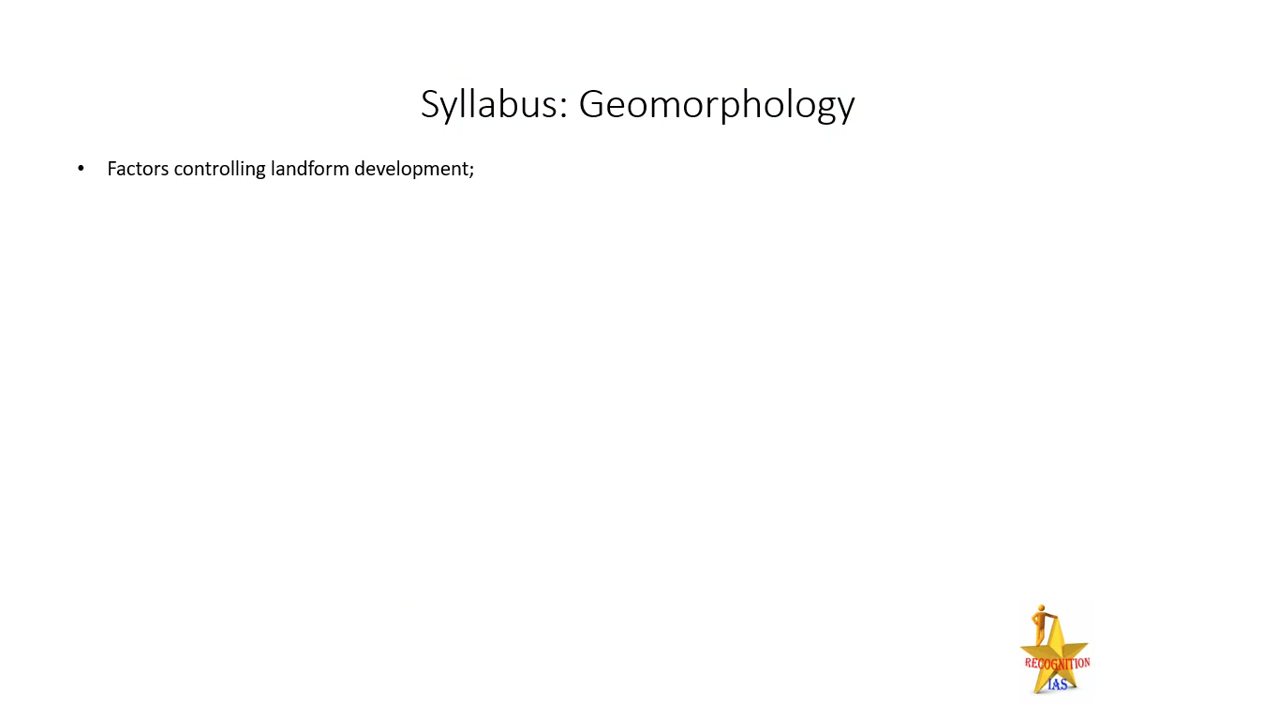 Syllabus: Geomorphology
• Factors controlling landform development;
RECOGNITION
IAS